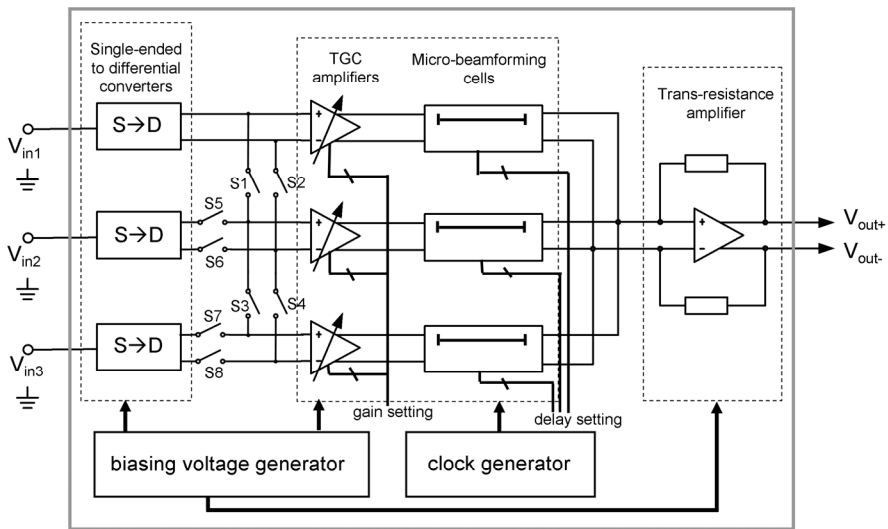 Single-ended
to differential
converters
TGC
amplifiers
Micro-beamforming
cells
Trans-resistance
amplifier
S→D
Vin1
+
−
S1
S2
S5
S→D
Vin2
S6
+
−
+
−
Vout+
Vout-
S3
S4
S7
S→D
Vin3
S8
+
−
gain setting
delay setting
biasing voltage generator
clock generator